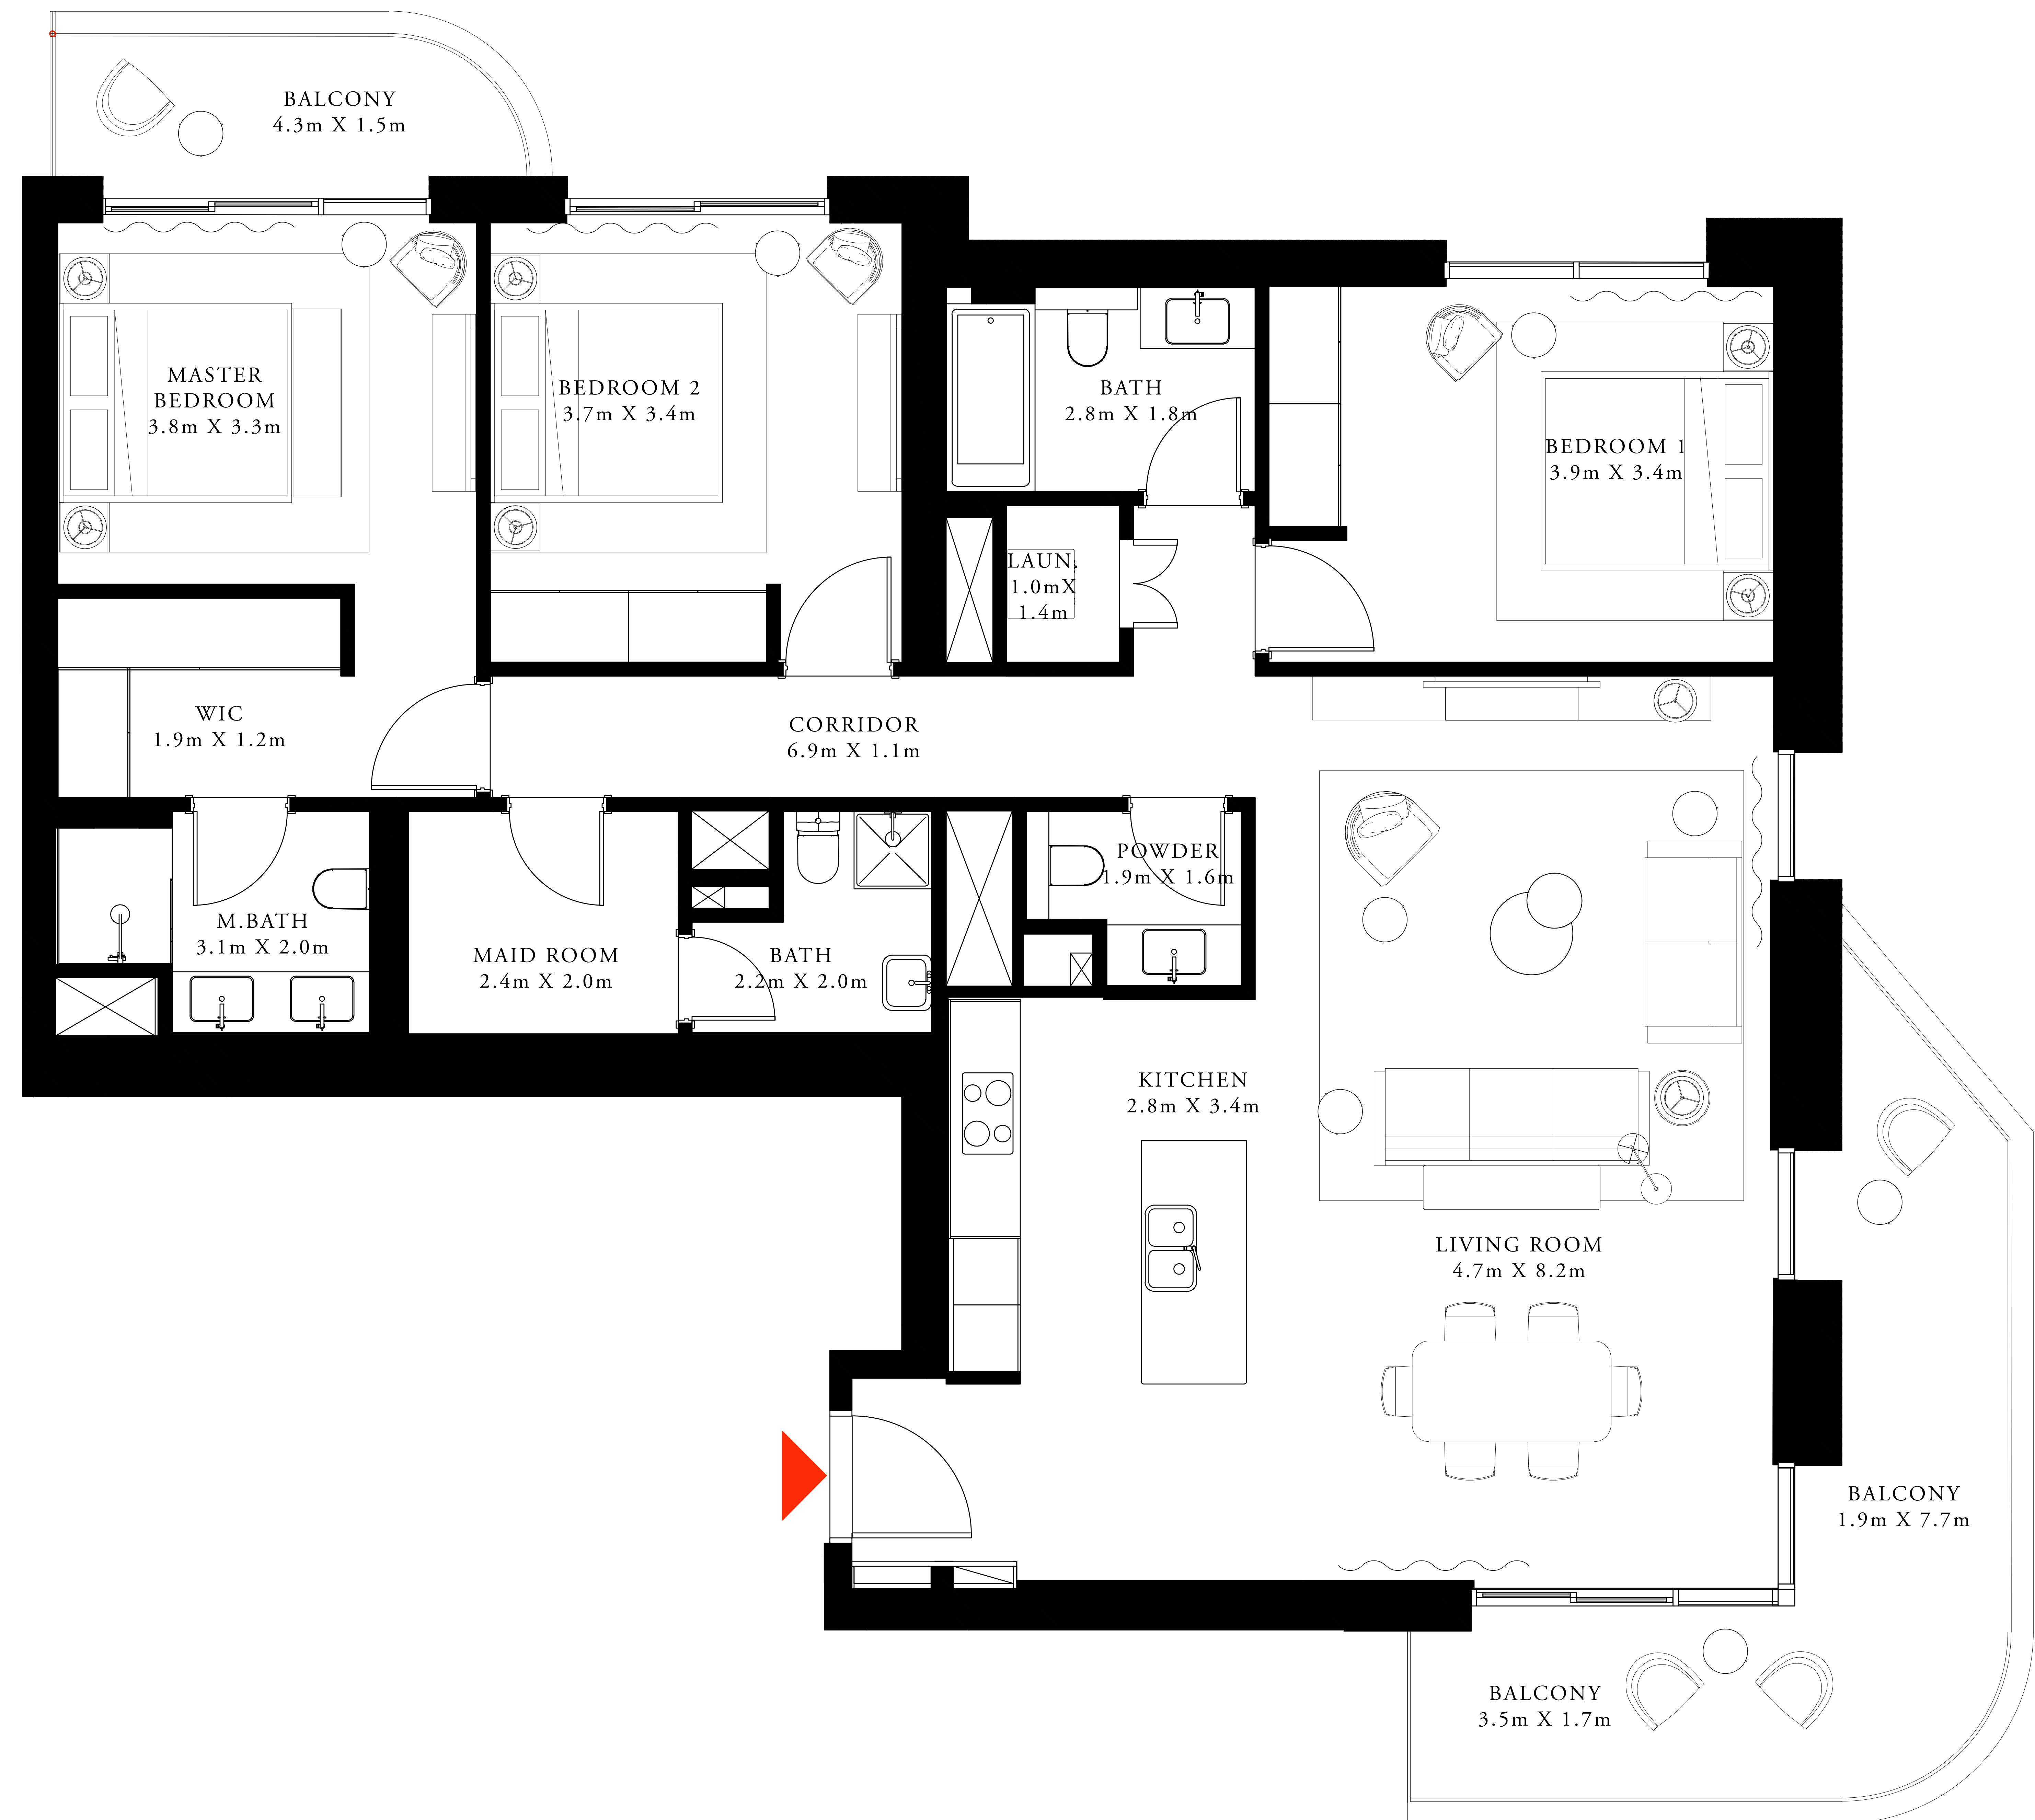 BALCONY
4.3m X 1.5m
MASTER
BEDROOM
3.8m X 3.3m
BEDROOM 2
3.7m X 3.4m
BATH
2.8m X 1.8m
BEDROOM 1
3.9m X 3.4m
LAUN.
1.0mX
1.4m
WIC
1.9m X 1.2m
CORRIDOR
6.9m X 1.1m
POWDER
1.9m X 1.6m
M.BATH
3.1m X 2.0m
MAID ROOM
2.4m X 2.0m
BATH
2.2m X 2.0m
KITCHEN
2.8m X 3.4m
LIVING ROOM
4.7m X 8.2m
BALCONY
1.9m X 7.7m
BALCONY
3.5m X 1.7m